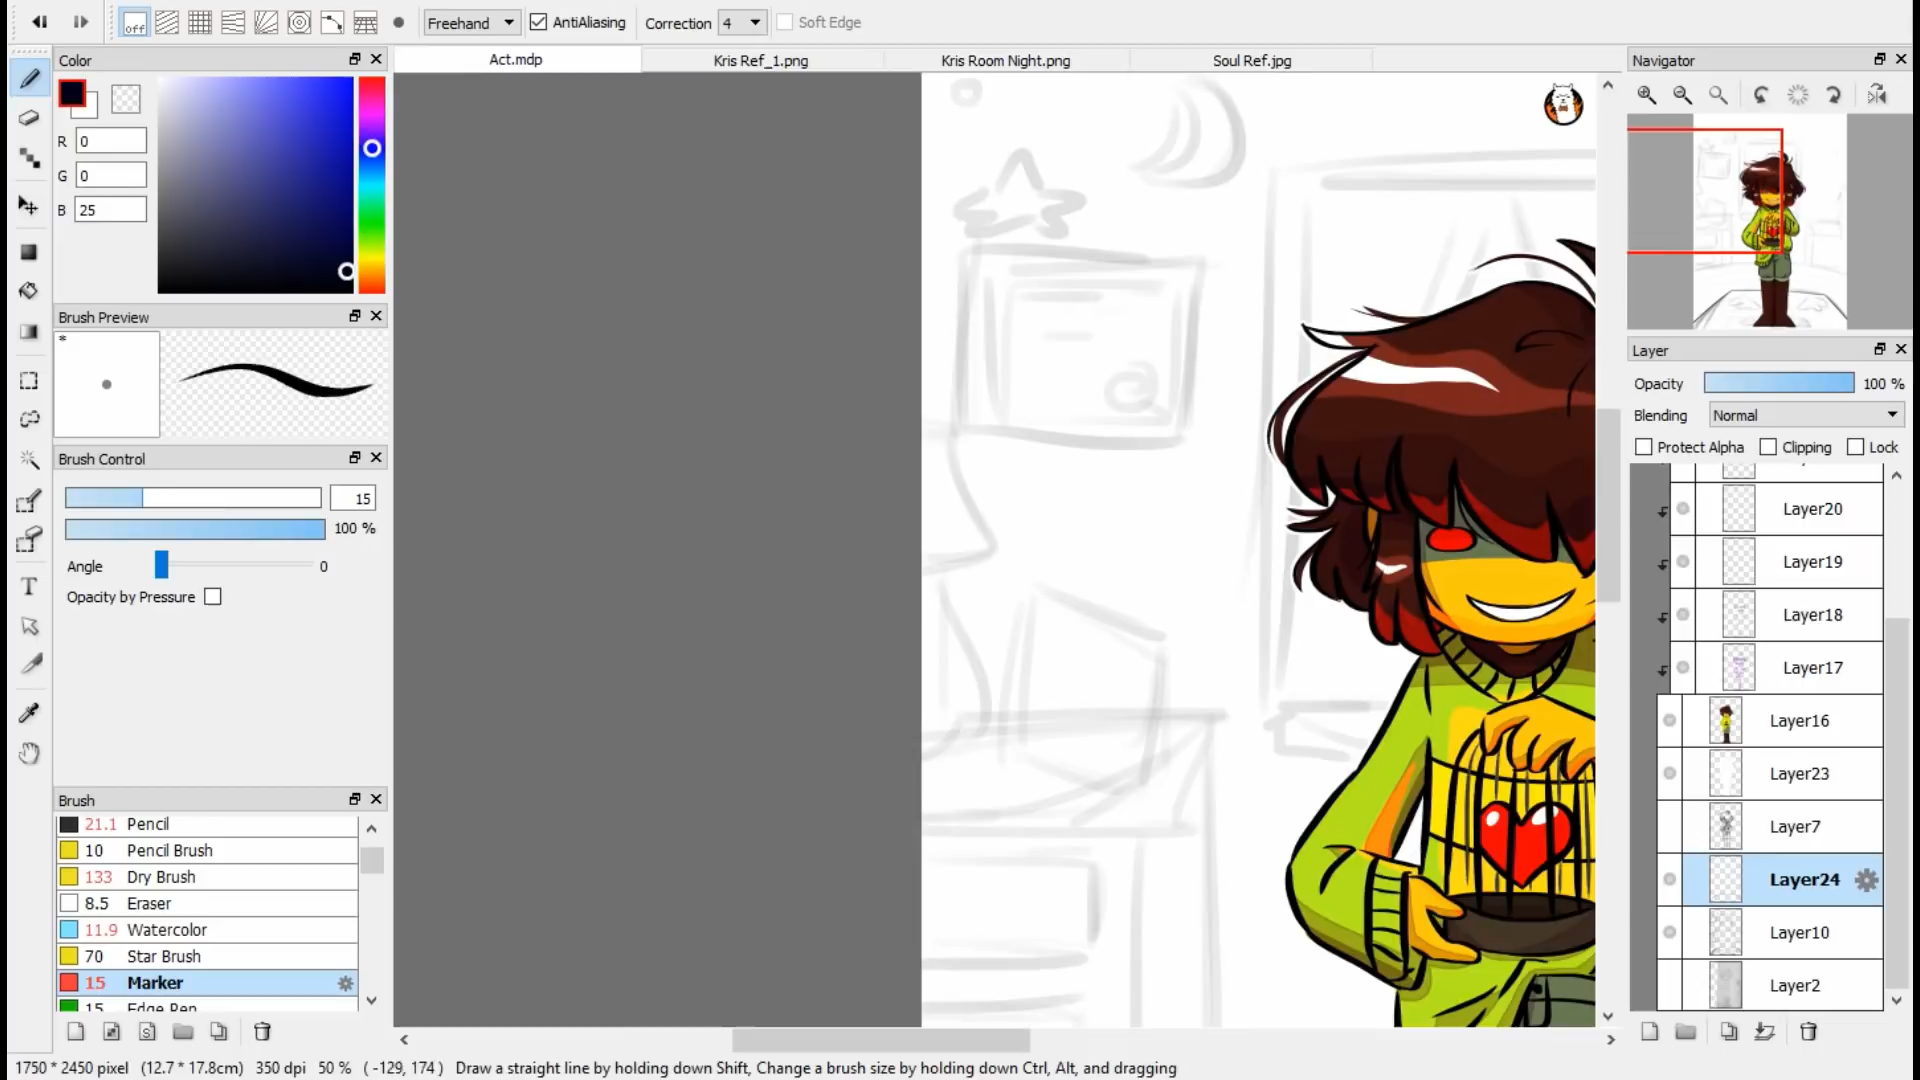 off
Freehand
AntiAliasing
Correction
4
Soft Edge
Color
Act.mdp
Kris Ref_1.png
Kris Room Night.png
Soul Ref.jpg
Navigator
R
0
G
0
B
25
Brush Preview
*
Layer
Opacity
100 %
Blending
Normal
Protect Alpha
Clipping
Lock
Brush Control
15
100 %
Angle
0
Opacity by Pressure
T
Layer20
Layer19
Layer18
Layer17
Layer16
Layer23
Layer7
Layer24
Layer10
Layer2
Brush
21.1 Pencil
10 Pencil Brush
133 Dry Brush
8.5 Eraser
11.9 Watercolor
70 Star Brush
15 Marker
15 Edge Pen
S
1750 * 2450 pixel (12.7 * 17.8cm) 350 dpi 50 % ( -129, 174 ) Draw a straight line by holding down Shift, Change a brush size by holding down Ctrl, Alt, and dragging